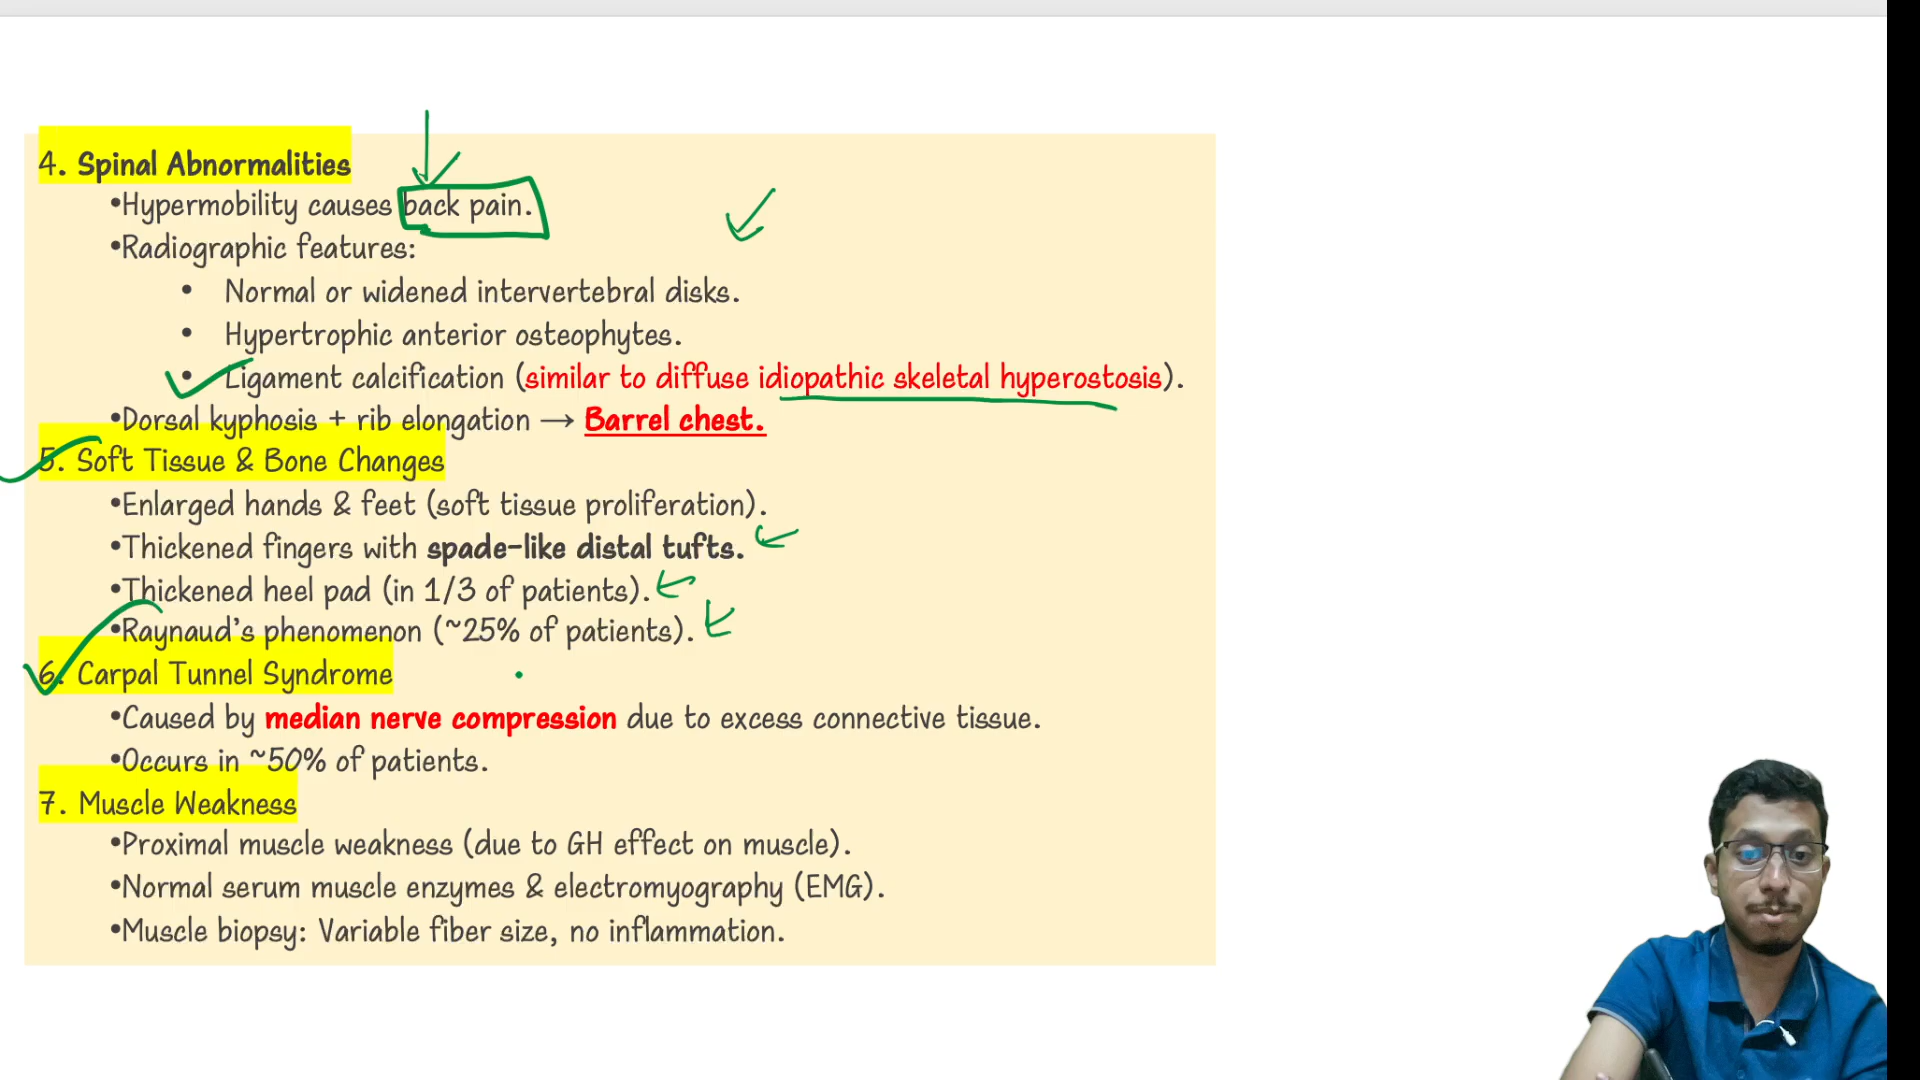 4. Spinal Abnormalities
•Hypermobility causes back pain.
•Radiographic features:
• Normal or widened intervertebral disks.
• Hypertrophic anterior osteophytes.
• Ligament calcification (similar to diffuse idiopathic skeletal hyperostosis).
•Dorsal kyphosis + rib elongation → Barrel chest.
5. Soft Tissue & Bone Changes
•Enlarged hands & feet (soft tissue proliferation).
•Thickened fingers with spade-like distal tufts.
•Thickened heel pad (in 1/3 of patients).
•Raynaud's phenomenon (~25% of patients).
6. Carpal Tunnel Syndrome
•Caused by median nerve compression due to excess connective tissue.
•Occurs in ~50% of patients.
7. Muscle Weakness
•Proximal muscle weakness (due to GH effect on muscle).
•Normal serum muscle enzymes & electromyography (EMG).
•Muscle biopsy: Variable fiber size, no inflammation.